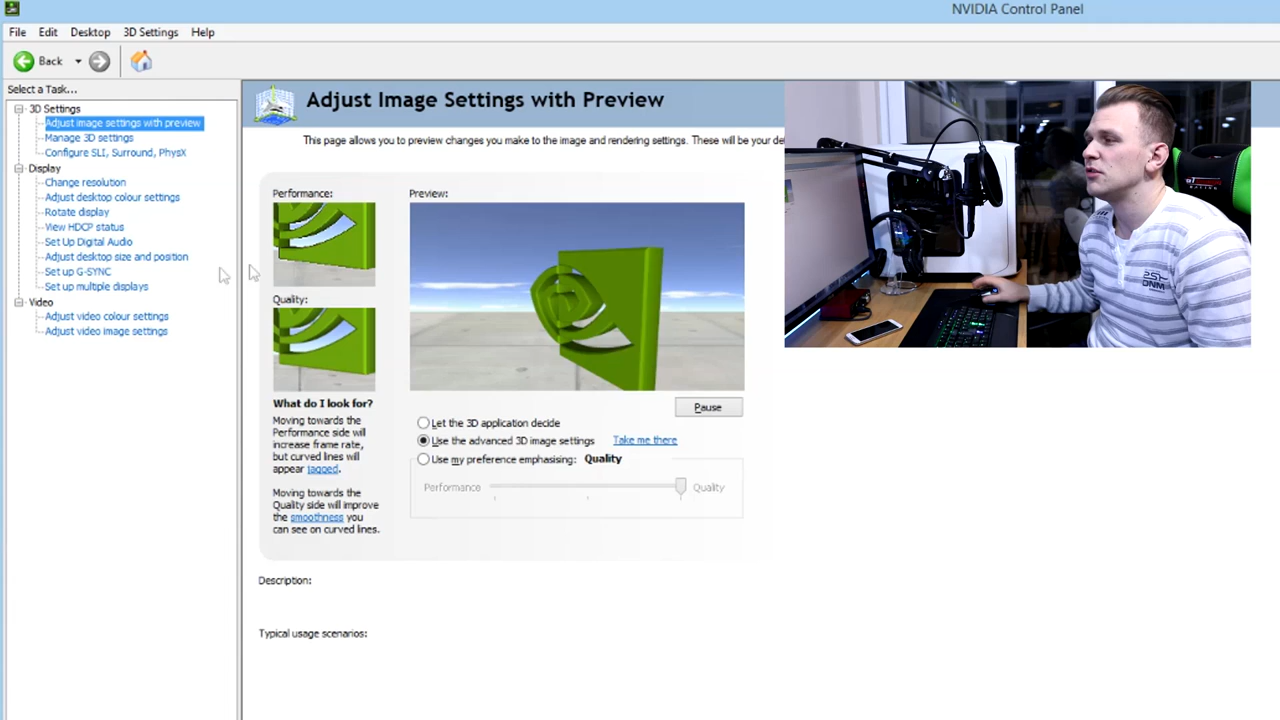 NVIDIA Control Panel
File Edit Desktop 3D Settings Help
Back
Select a Task...
3D Settings
Adjust image settings with preview
Manage 3D settings
Configure SLI, Surround, PhysX
Display
Change resolution
Adjust desktop colour settings
Rotate display
View HDCP status
Set Up Digital Audio
Adjust desktop size and position
Set up G-SYNC
Set up multiple displays
Video
Adjust video colour settings
Adjust video image settings
Adjust Image Settings with Preview
This page allows you to preview changes you make to the image and rendering settings. These will be your de
Performance:
Preview:
Quality:
What do I look for?
Moving towards the
Performance side will
increase frame rate,
but curved lines will
appear jagged.
Moving towards the
Quality side will improve
the smoothness you
can see on curved lines.
Pause
Let the 3D application decide
Use the advanced 3D image settings Take me there
Use my preference emphasising: Quality
Performance Quality
Description:
Typical usage scenarios: